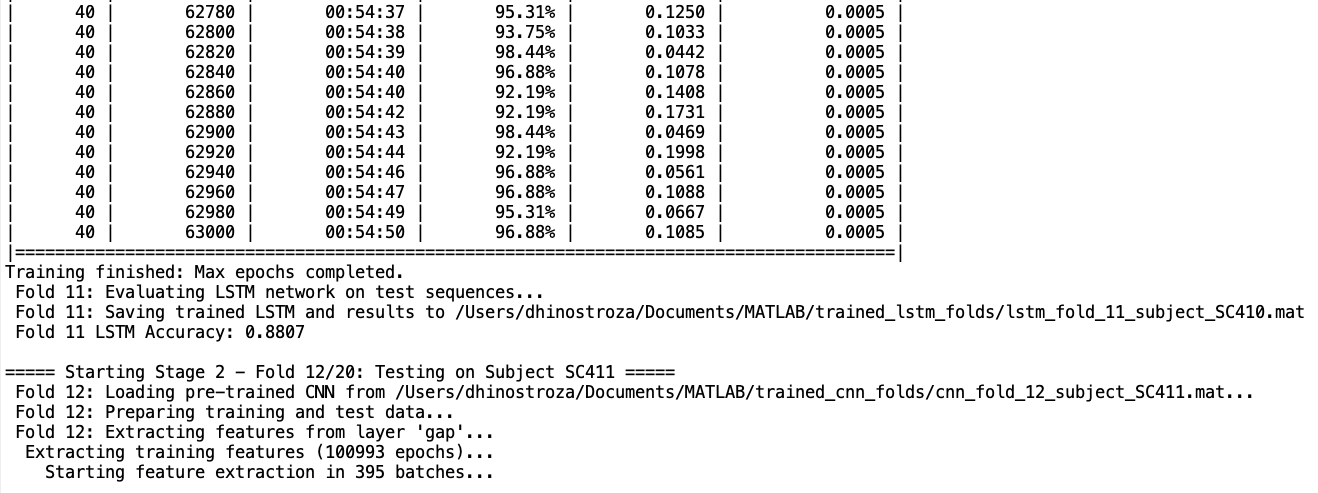 |          40 |       62780 |       00:54:37 |       95.31% |       0.1250 |          0.0005 |
|          40 |       62800 |       00:54:38 |       93.75% |       0.1033 |          0.0005 |
|          40 |       62820 |       00:54:39 |       98.44% |       0.0442 |          0.0005 |
|          40 |       62840 |       00:54:40 |       96.88% |       0.1078 |          0.0005 |
|          40 |       62860 |       00:54:40 |       92.19% |       0.1408 |          0.0005 |
|          40 |       62880 |       00:54:42 |       92.19% |       0.1731 |          0.0005 |
|          40 |       62900 |       00:54:43 |       98.44% |       0.0469 |          0.0005 |
|          40 |       62920 |       00:54:44 |       92.19% |       0.1998 |          0.0005 |
|          40 |       62940 |       00:54:46 |       96.88% |       0.0561 |          0.0005 |
|          40 |       62960 |       00:54:47 |       96.88% |       0.1088 |          0.0005 |
|          40 |       62980 |       00:54:49 |       95.31% |       0.0667 |          0.0005 |
|          40 |       63000 |       00:54:50 |       96.88% |       0.1085 |          0.0005 |
|========================================================================================|
Training finished: Max epochs completed.
 Fold 11: Evaluating LSTM network on test sequences...
 Fold 11: Saving trained LSTM and results to /Users/dhinostroza/Documents/MATLAB/trained_lstm_folds/lstm_fold_11_subject_SC410.mat
 Fold 11 LSTM Accuracy: 0.8807

===== Starting Stage 2 – Fold 12/20: Testing on Subject SC411 =====
 Fold 12: Loading pre-trained CNN from /Users/dhinostroza/Documents/MATLAB/trained_cnn_folds/cnn_fold_12_subject_SC411.mat...
 Fold 12: Preparing training and test data...
 Fold 12: Extracting features from layer 'gap'...
  Extracting training features (100993 epochs)...
    Starting feature extraction in 395 batches...